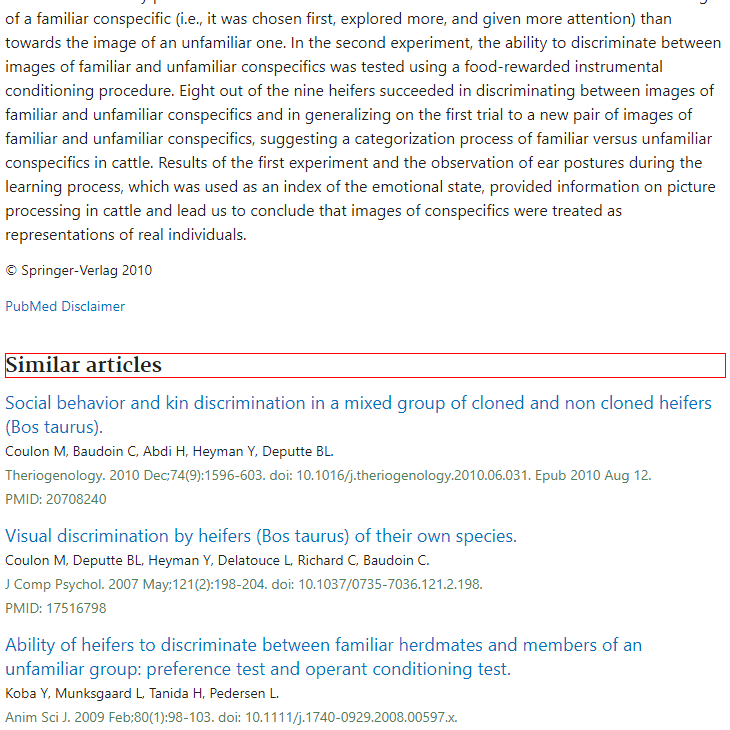 of a familiar conspecific (i.e., it was chosen first, explored more, and given more attention) than
towards the image of an unfamiliar one. In the second experiment, the ability to discriminate between
images of familiar and unfamiliar conspecifics was tested using a food-rewarded instrumental
conditioning procedure. Eight out of the nine heifers succeeded in discriminating between images of
familiar and unfamiliar conspecifics and in generalizing on the first trial to a new pair of images of
familiar and unfamiliar conspecifics, suggesting a categorization process of familiar versus unfamiliar
conspecifics in cattle. Results of the first experiment and the observation of ear postures during the
learning process, which was used as an index of the emotional state, provided information on picture
processing in cattle and lead us to conclude that images of conspecifics were treated as
representations of real individuals.
© Springer-Verlag 2010
PubMed Disclaimer
Similar articles
Social behavior and kin discrimination in a mixed group of cloned and non cloned heifers
(Bos taurus).
Coulon M, Baudoin C, Abdi H, Heyman Y, Deputte BL.
Theriogenology. 2010 Dec;74(9):1596-603. doi: 10.1016/j.theriogenology.2010.06.031. Epub 2010 Aug 12.
PMID: 20708240
Visual discrimination by heifers (Bos taurus) of their own species.
Coulon M, Deputte BL, Heyman Y, Delatouce L, Richard C, Baudoin C.
J Comp Psychol. 2007 May;121(2):198-204. doi: 10.1037/0735-7036.121.2.198.
PMID: 17516798
Ability of heifers to discriminate between familiar herdmates and members of an
unfamiliar group: preference test and operant conditioning test.
Koba Y, Munksgaard L, Tanida H, Pedersen L.
Anim Sci J. 2009 Feb;80(1):98-103. doi: 10.1111/j.1740-0929.2008.00597.x.